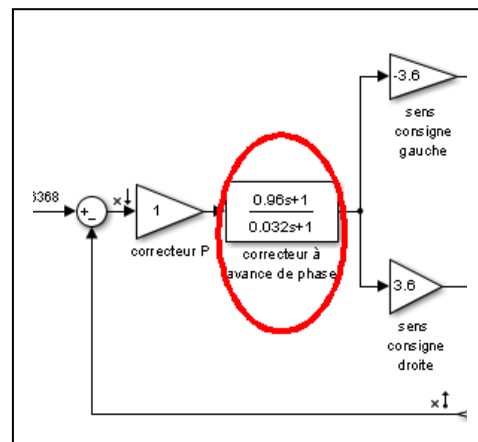 -3.6
sens
consigne
gauche
3368
+
-
x
1
correcteur P
0.96s+1
0.032s+1
correcteur à
avance de phase
3.6
sens
consigne
droite
x